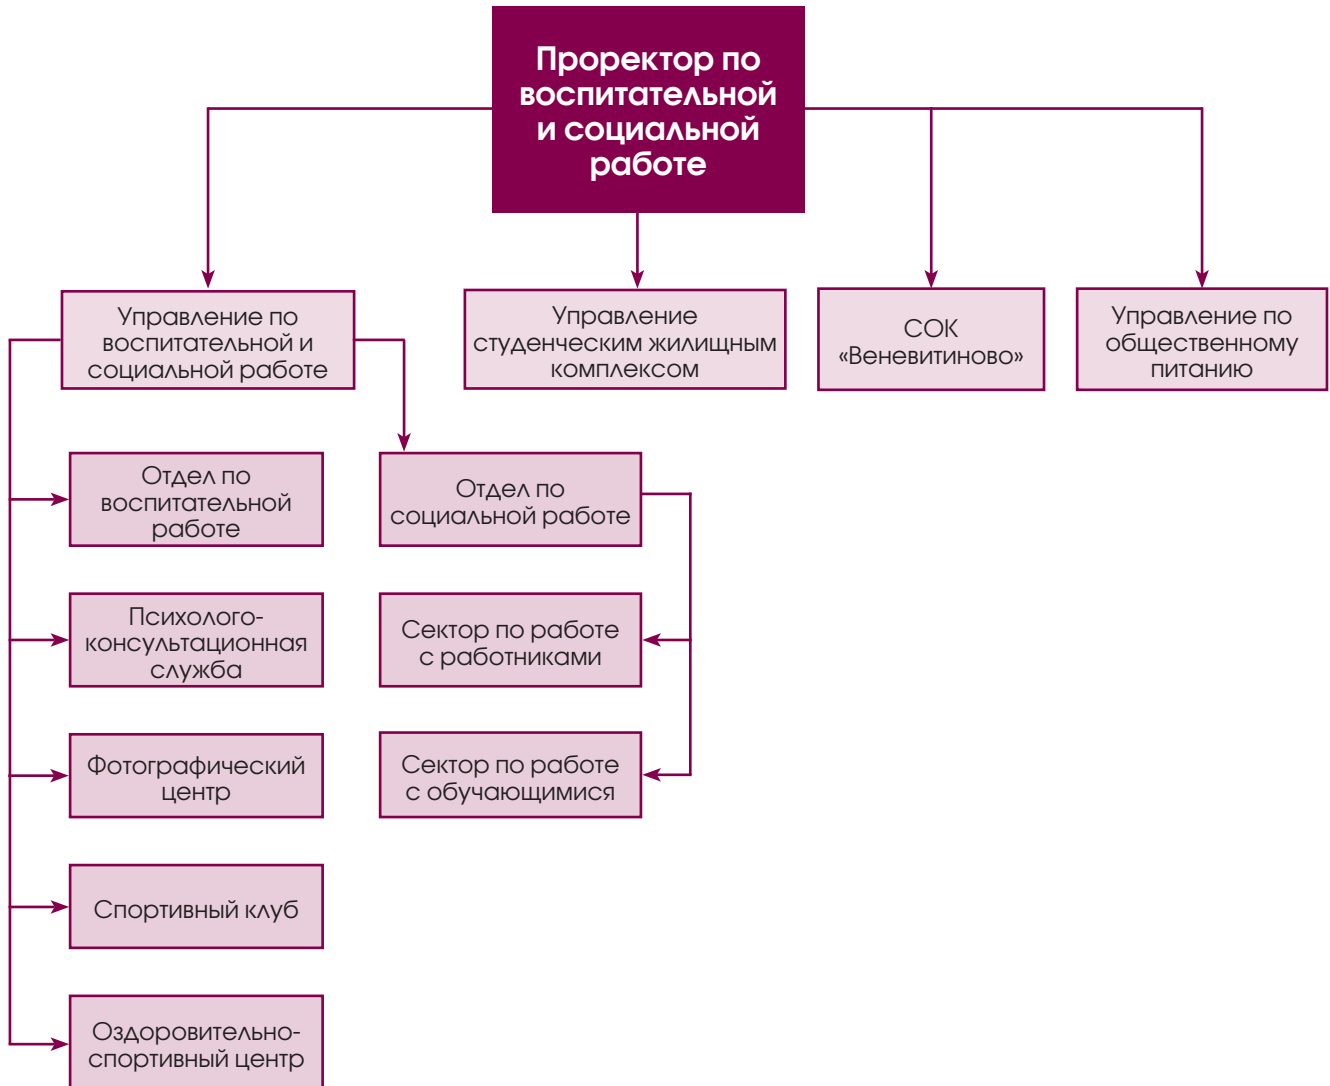 Проректор по
воспитательной
и социальной
работе
Управление по
воспитательной и
социальной работе
Управление
студенческим жилищным
комплексом
СОК
«Веневитиново»
Управление по
общественному
питанию
Отдел по
воспитательной
работе
Отдел по
социальной работе
Психолого-
консультационная
служба
Сектор по работе
с работниками
Фотографический
центр
Сектор по работе
с обучающимися
Спортивный клуб
Оздоровительно-
спортивный центр